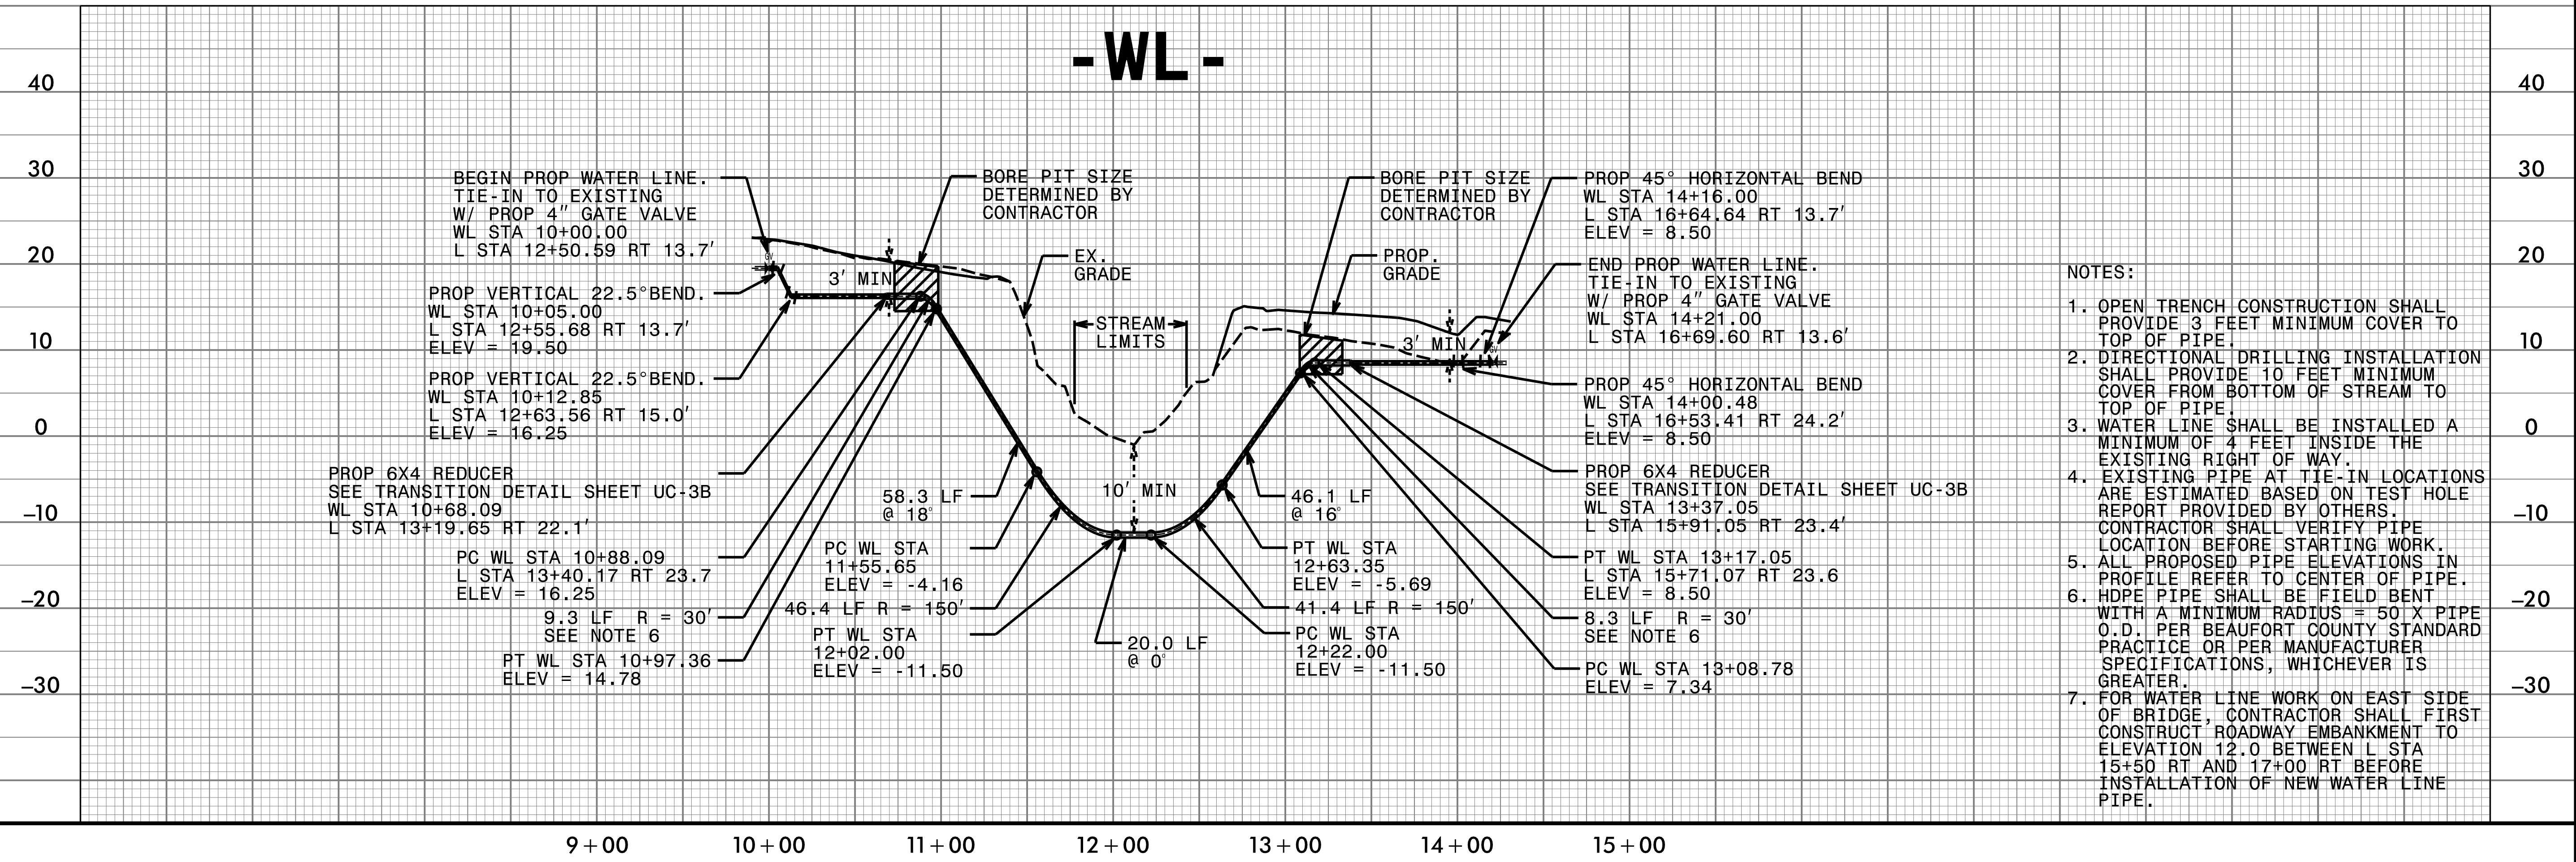 -WL-
40
30
20
10
0
-10
-20
-30
40
30
20
10
0
-10
-20
-30
BEGIN PROP WATER LINE.
TIE-IN TO EXISTING
W/ PROP 4" GATE VALVE
WL STA 10+00.00
L STA 12+50.59 RT 13.7'
PROP VERTICAL 22.5°BEND.
WL STA 10+05.00
L STA 12+55.68 RT 13.7'
ELEV = 19.50
PROP VERTICAL 22.5°BEND.
WL STA 10+12.85
L STA 12+63.56 RT 15.0'
ELEV = 16.25
PROP 6X4 REDUCER
SEE TRANSITION DETAIL SHEET UC-3B
WL STA 10+68.09
L STA 13+19.65 RT 22.1'
PC WL STA 10+88.09
L STA 13+40.17 RT 23.7
ELEV = 16.25
9.3 LF R = 30'
SEE NOTE 6
PT WL STA 10+97.36
ELEV = 14.78
GV
3' MIN
BORE PIT SIZE
DETERMINED BY
CONTRACTOR
EX.
GRADE
STREAM
LIMITS
10' MIN
58.3 LF
@ 18°
PC WL STA
11+55.65
ELEV = -4.16
46.4 LF R = 150'
PT WL STA
12+02.00
ELEV = -11.50
20.0 LF
@ 0°
BORE PIT SIZE
DETERMINED BY
CONTRACTOR
PROP.
GRADE
3' MIN
GV
46.1 LF
@ 16°
PT WL STA
12+63.35
ELEV = -5.69
41.4 LF R = 150'
PC WL STA
12+22.00
ELEV = -11.50
PROP 45° HORIZONTAL BEND
WL STA 14+16.00
L STA 16+64.64 RT 13.7'
ELEV = 8.50
END PROP WATER LINE.
TIE-IN TO EXISTING
W/ PROP 4" GATE VALVE
WL STA 14+21.00
L STA 16+69.60 RT 13.6'
PROP 45° HORIZONTAL BEND
WL STA 14+00.48
L STA 16+53.41 RT 24.2'
ELEV = 8.50
PROP 6X4 REDUCER
SEE TRANSITION DETAIL SHEET UC-3B
WL STA 13+37.05
L STA 15+91.05 RT 23.4'
PT WL STA 13+17.05
L STA 15+71.07 RT 23.6
ELEV = 8.50
8.3 LF R = 30'
SEE NOTE 6
PC WL STA 13+08.78
ELEV = 7.34
NOTES:
1. OPEN TRENCH CONSTRUCTION SHALL
PROVIDE 3 FEET MINIMUM COVER TO
TOP OF PIPE.
2. DIRECTIONAL DRILLING INSTALLATION
SHALL PROVIDE 10 FEET MINIMUM
COVER FROM BOTTOM OF STREAM TO
TOP OF PIPE.
3. WATER LINE SHALL BE INSTALLED A
MINIMUM OF 4 FEET INSIDE THE
EXISTING RIGHT OF WAY.
4. EXISTING PIPE AT TIE-IN LOCATIONS
ARE ESTIMATED BASED ON TEST HOLE
REPORT PROVIDED BY OTHERS.
CONTRACTOR SHALL VERIFY PIPE
LOCATION BEFORE STARTING WORK.
5. ALL PROPOSED PIPE ELEVATIONS IN
PROFILE REFER TO CENTER OF PIPE.
6. HDPE PIPE SHALL BE FIELD BENT
WITH A MINIMUM RADIUS = 50 X PIPE
O.D. PER BEAUFORT COUNTY STANDARD
PRACTICE OR PER MANUFACTURER
SPECIFICATIONS, WHICHEVER IS
GREATER.
7. FOR WATER LINE WORK ON EAST SIDE
OF BRIDGE, CONTRACTOR SHALL FIRST
CONSTRUCT ROADWAY EMBANKMENT TO
ELEVATION 12.0 BETWEEN L STA
15+50 RT AND 17+00 RT BEFORE
INSTALLATION OF NEW WATER LINE
PIPE.
9+00
10+00
11+00
12+00
13+00
14+00
15+00